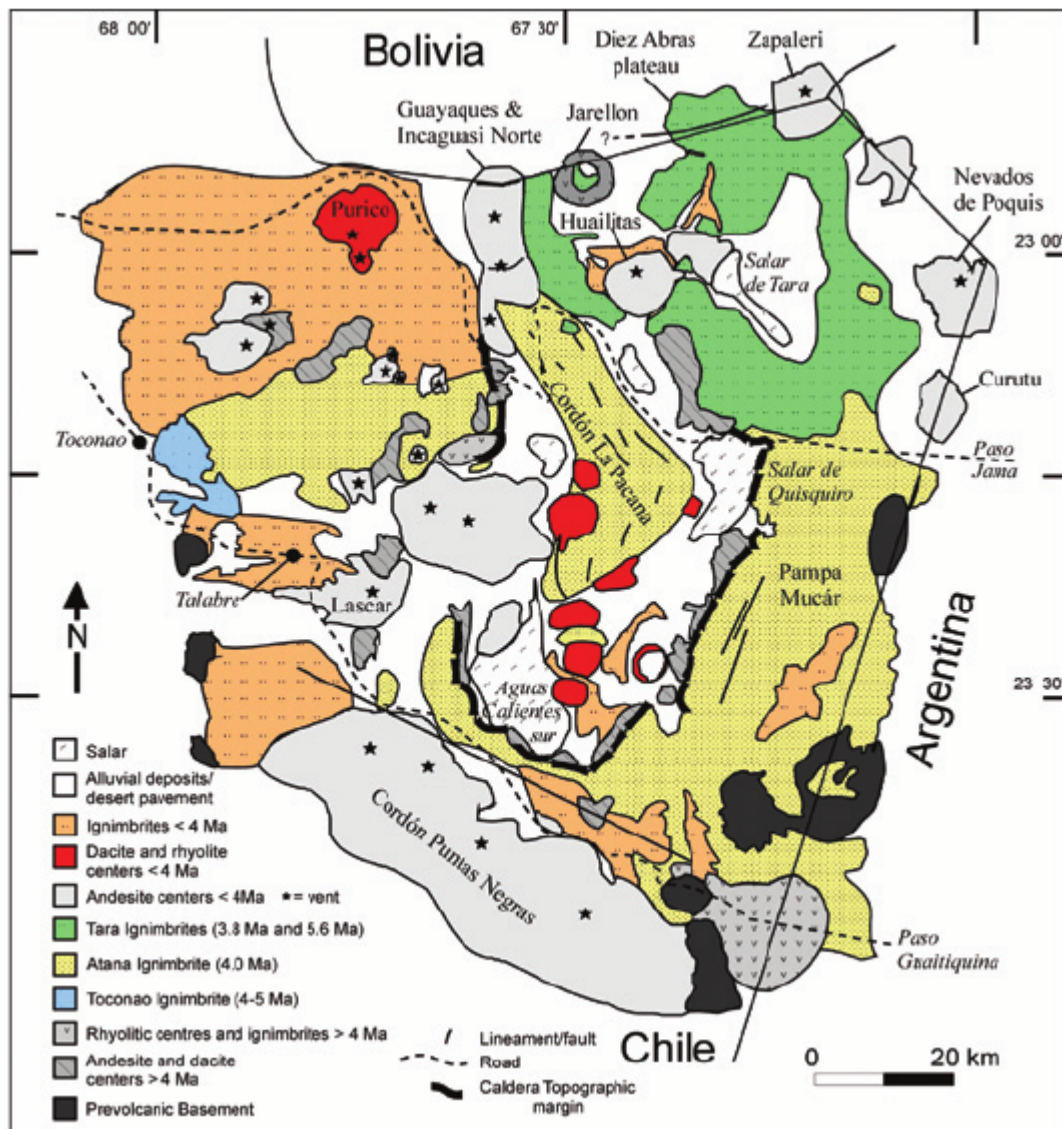 68 00'
67 30'
Bolivia
Diez Abras
plateau
Zapaleri
Guayaques &
Incaguasi Norte
Jarellon
?
Nevados
de Poquis
Purico
Huailitas
Salar
de Tara
23 00'
Curutu
Toconao
Cordón La Pacana
Paso
Jama
Salar de
Quisquiro
Pampa
Mucár
Talabre
Lascar
N
Aguas
Calientes
sur
23 30'
Argentina
Cordón Puntas Negras
Paso
Guaitiquina
Chile
Salar
Alluvial deposits/
desert pavement
Ignimbrites < 4 Ma
Dacite and rhyolite
centers <4 Ma
Andesite centers < 4Ma ★= vent
Tara Ignimbrites (3.8 Ma and 5.6 Ma)
Atana Ignimbrite (4.0 Ma)
Toconao Ignimbrite (4-5 Ma)
Rhyolitic centres and ignimbrites > 4 Ma
Andesite and dacite
centers > 4 Ma
Prevolcanic Basement
Lineament/fault
Road
Caldera Topographic
margin
0 20 km